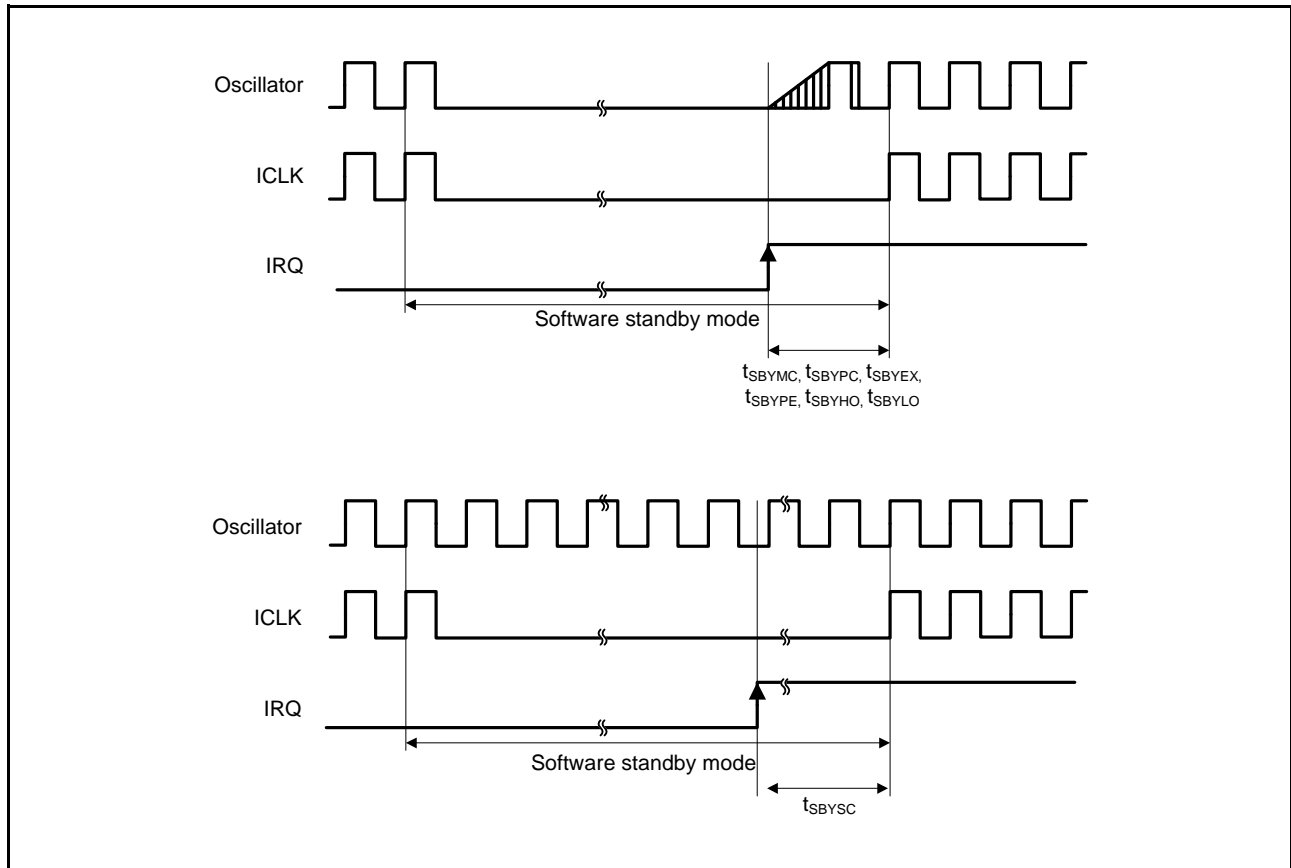 Oscillator
ICLK
IRQ
Software standby mode
tSBYMC, tSBYPC, tSBYEX,
tSBYPE, tSBYHO, tSBYLO
Oscillator
ICLK
IRQ
Software standby mode
tSBYSC